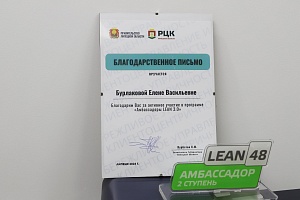 РЦК
БЛАГОДАРСТВЕННОЕ ПИСЬМО
ВРУЧАЕТСЯ
Бурлаковой Елене Васильевне
Благодарим Вас за активное участие в программе
«Амбассадоры LEAN 2.0»
LEAN 48
АМБАССАДОР
2 СТУПЕНЬ